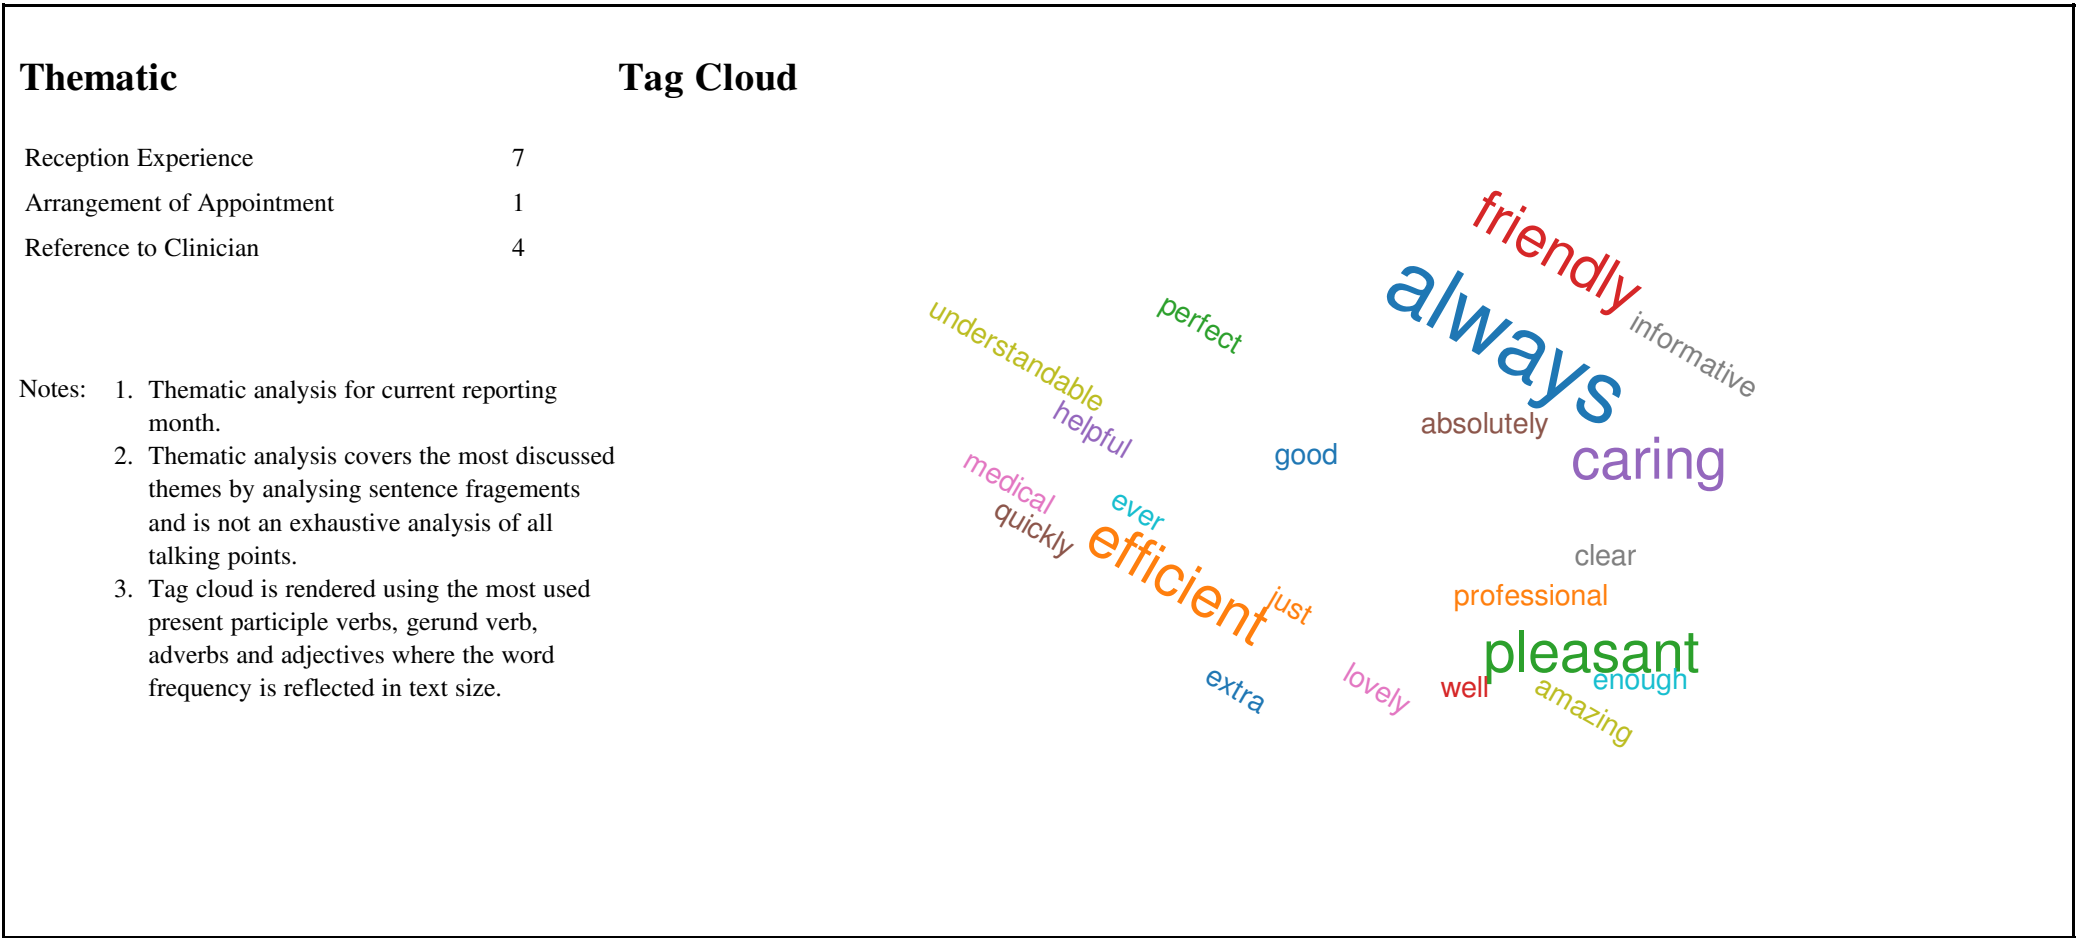 Thematic
Reception Experience 7
Arrangement of Appointment 1
Reference to Clinician 4
Notes: 1. Thematic analysis for current reporting
month.
2. Thematic analysis covers the most discussed
themes by analysing sentence fragements
and is not an exhaustive analysis of all
talking points.
3. Tag cloud is rendered using the most used
present participle verbs, gerund verb,
adverbs and adjectives where the word
frequency is reflected in text size.
Tag Cloud
friendly
always
informative
perfect
understandable
helpful
absolutely
good
caring
medical
quickly
ever
efficient
just
clear
professional
pleasant
enough
well
amazing
lovely
extra